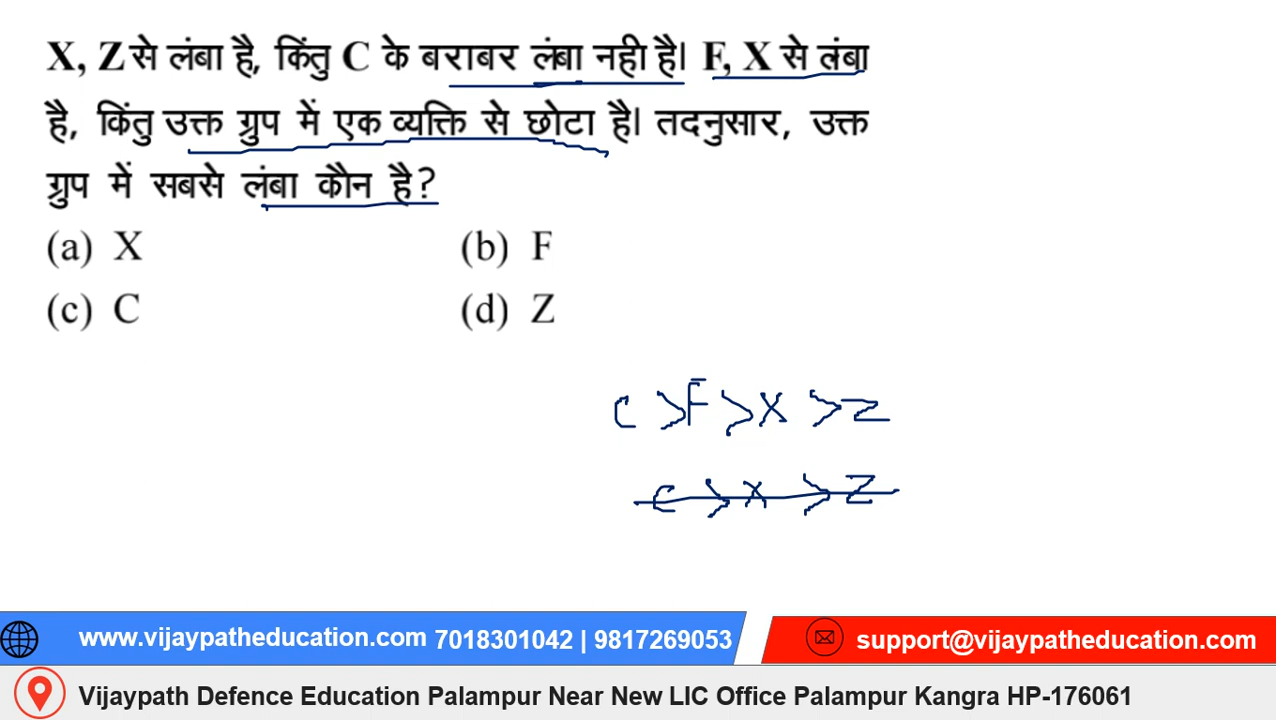 X, Z से लंबा है, किंतु C के बराबर लंबा नही है। F, X से लंबा
है, किंतु उक्त ग्रुप में एक व्यक्ति से छोटा है। तदनुसार, उक्त
ग्रुप में सबसे लंबा कौन है?
(a) X (b) F
(c) C (d) Z
C > F > X > Z
C > X > Z
www.vijaypatheducation.com 7018301042 | 9817269053 support@vijaypatheducation.com
Vijaypath Defence Education Palampur Near New LIC Office Palampur Kangra HP-176061